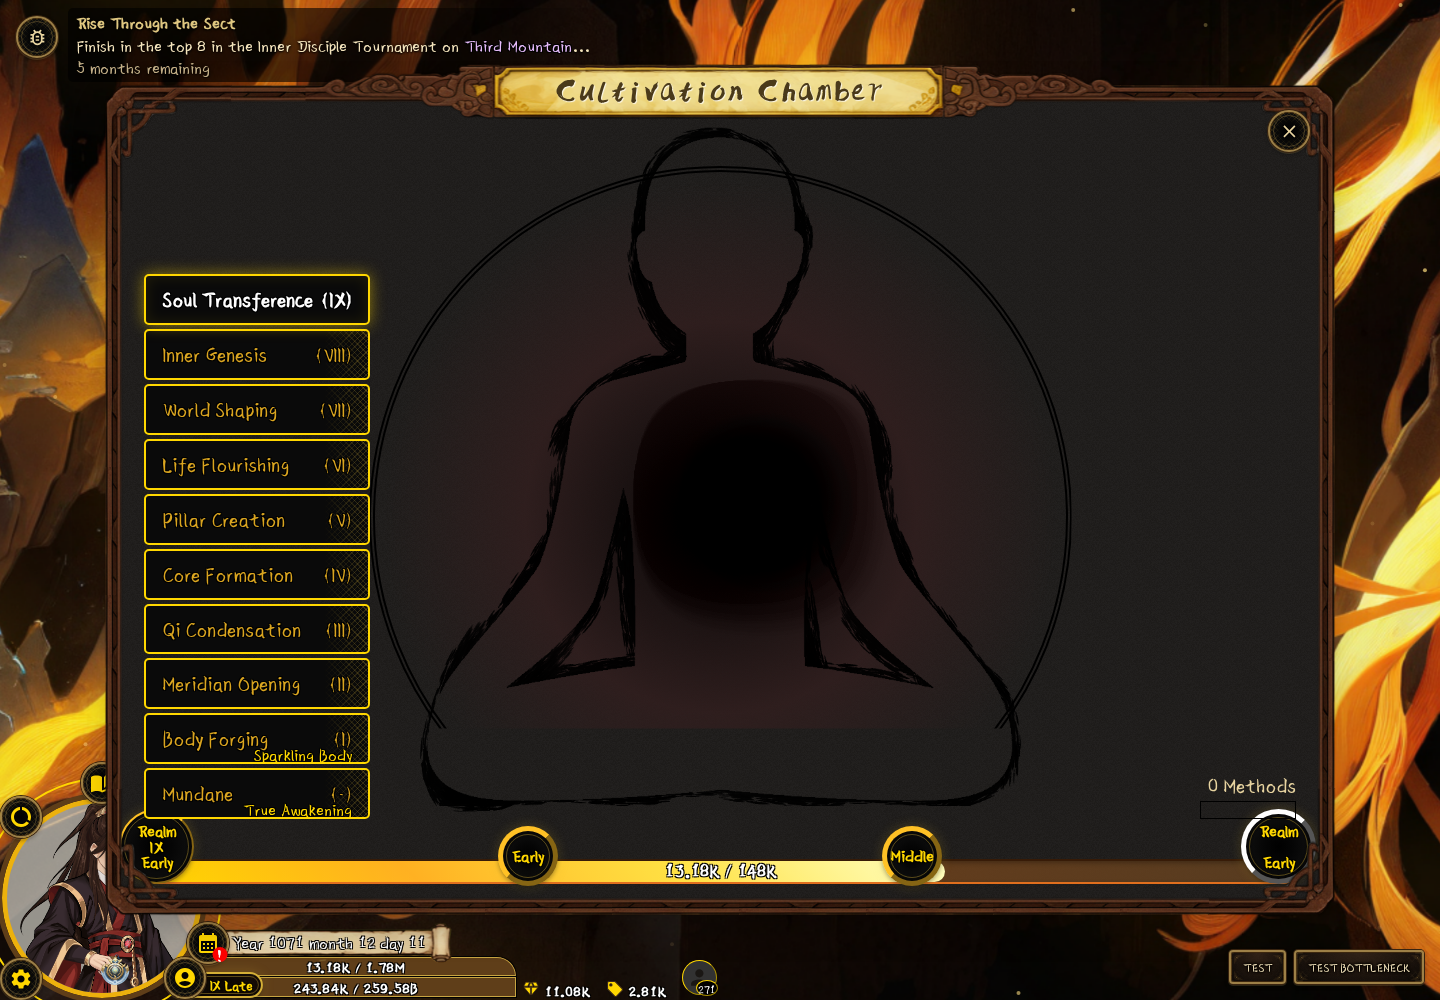 Rise Through the Sect
Finish in the top 8 in the Inner Disciple Tournament on Third Mountain...
5 months remaining
Cultivation Chamber
Soul Transference (IX)
Inner Genesis (VIII)
World Shaping (VII)
Life Flourishing (VI)
Pillar Creation (V)
Core Formation (IV)
Qi Condensation (III)
Meridian Opening (II)
Body Forging (I)
Sparkling Body
Mundane (-)
True Awakening
0 Methods
Realm
IX
Early
Early
13.18K / 148K
Middle
Realm
Early
Year 1071 month 12 day 11
13.18K / 1.78M
IX Late
243.84K / 259.58B
11.08K
2.81K
271
TEST
TEST BOTTLENECK